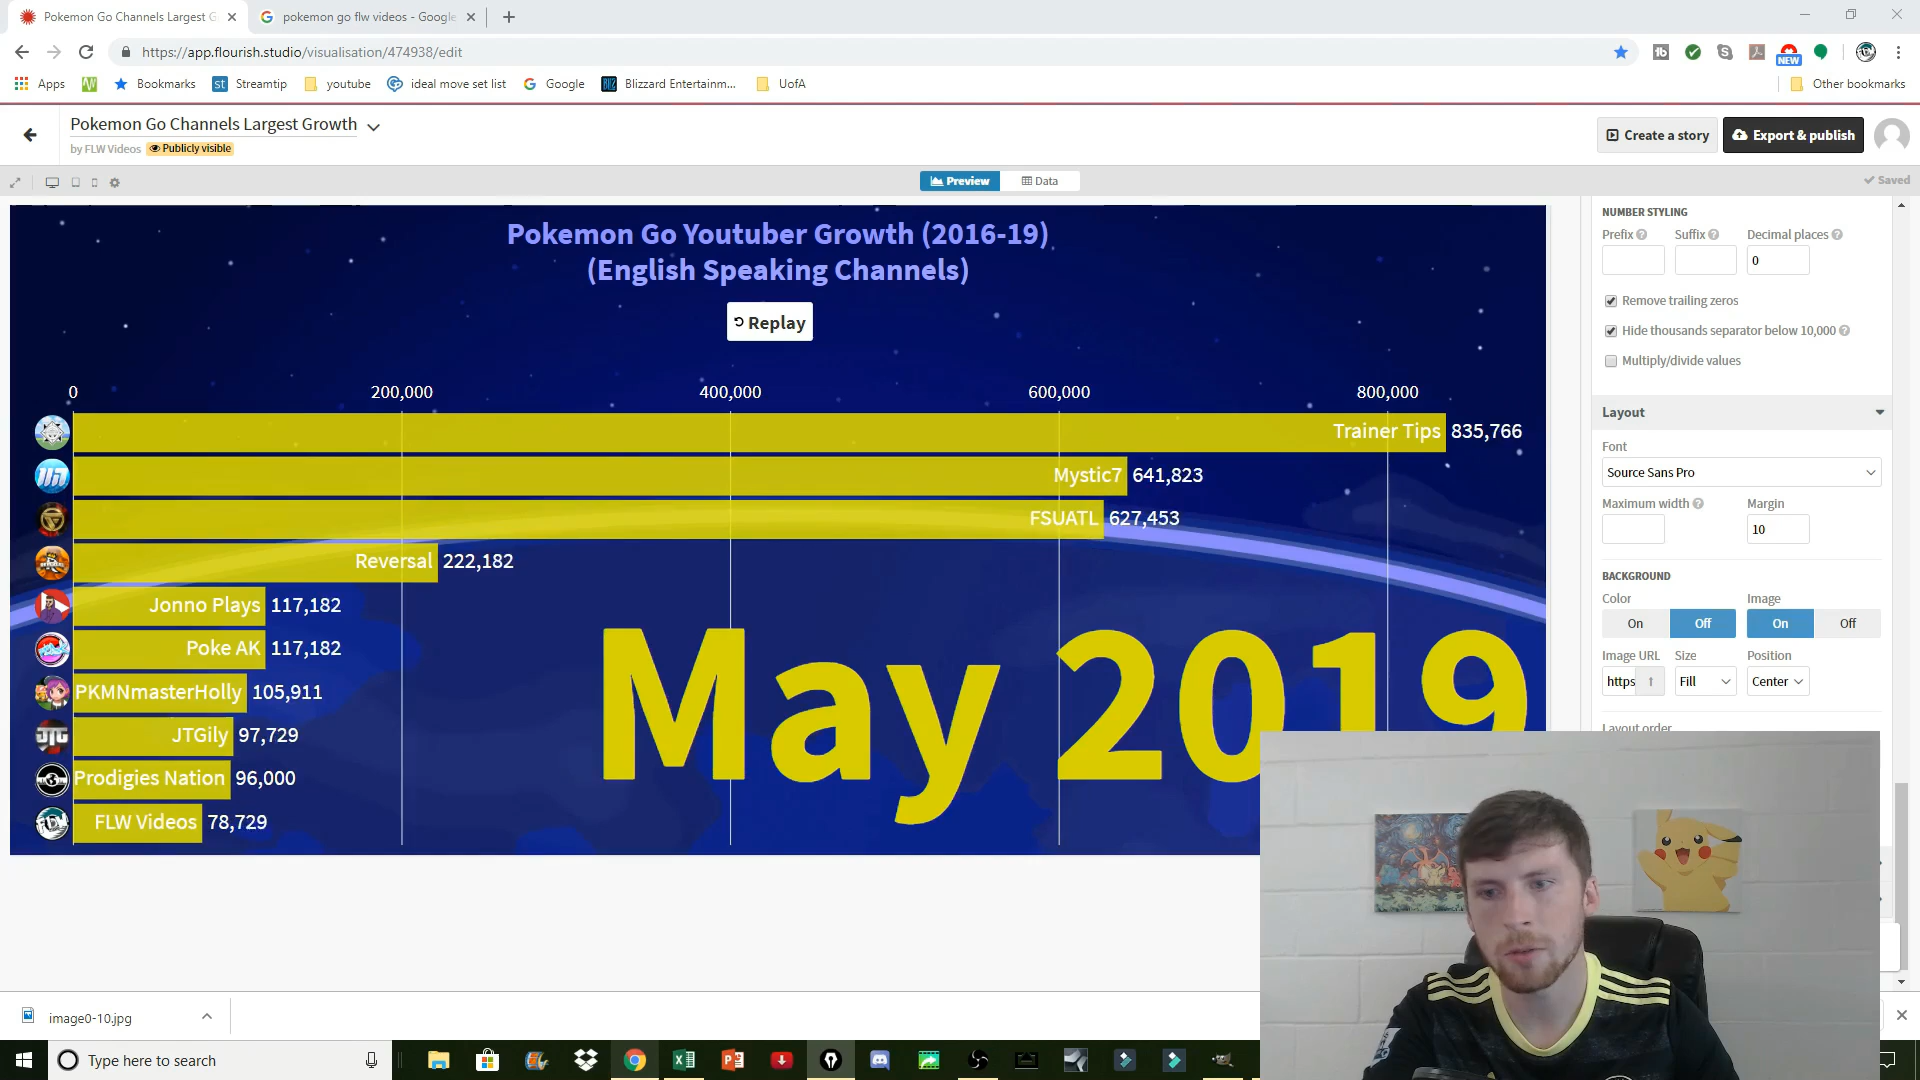 Pokemon Go Channels Largest G
pokemon go flw videos - Google
https://app.flourish.studio/visualisation/474938/edit
NEW
Apps
Bookmarks
st Streamtip
youtube
ideal move set list
Google
Blizzard Entertainm...
UofA
Other bookmarks
Pokemon Go Channels Largest Growth
by FLW Videos
Publicly visible
Create a story
Export & publish
Preview
Data
Saved
Pokemon Go Youtuber Growth (2016-19)
(English Speaking Channels)
Replay
0 200,000 400,000 600,000 800,000
Trainer Tips 835,766
Mystic7 641,823
FSUATL 627,453
Reversal 222,182
Jonno Plays 117,182
Poke AK 117,182
PKMNmasterHolly 105,911
JTGily 97,729
Prodigies Nation 96,000
FLW Videos 78,729
May 2019
NUMBER STYLING
Prefix Suffix Decimal places
0
Remove trailing zeros
Hide thousands separator below 10,000
Multiply/divide values
Layout
Font
Source Sans Pro
Maximum width Margin
10
BACKGROUND
Color Image
On Off On Off
Image URL Size Position
https Fill Center
Layout order
image0-10.jpg
Type here to search